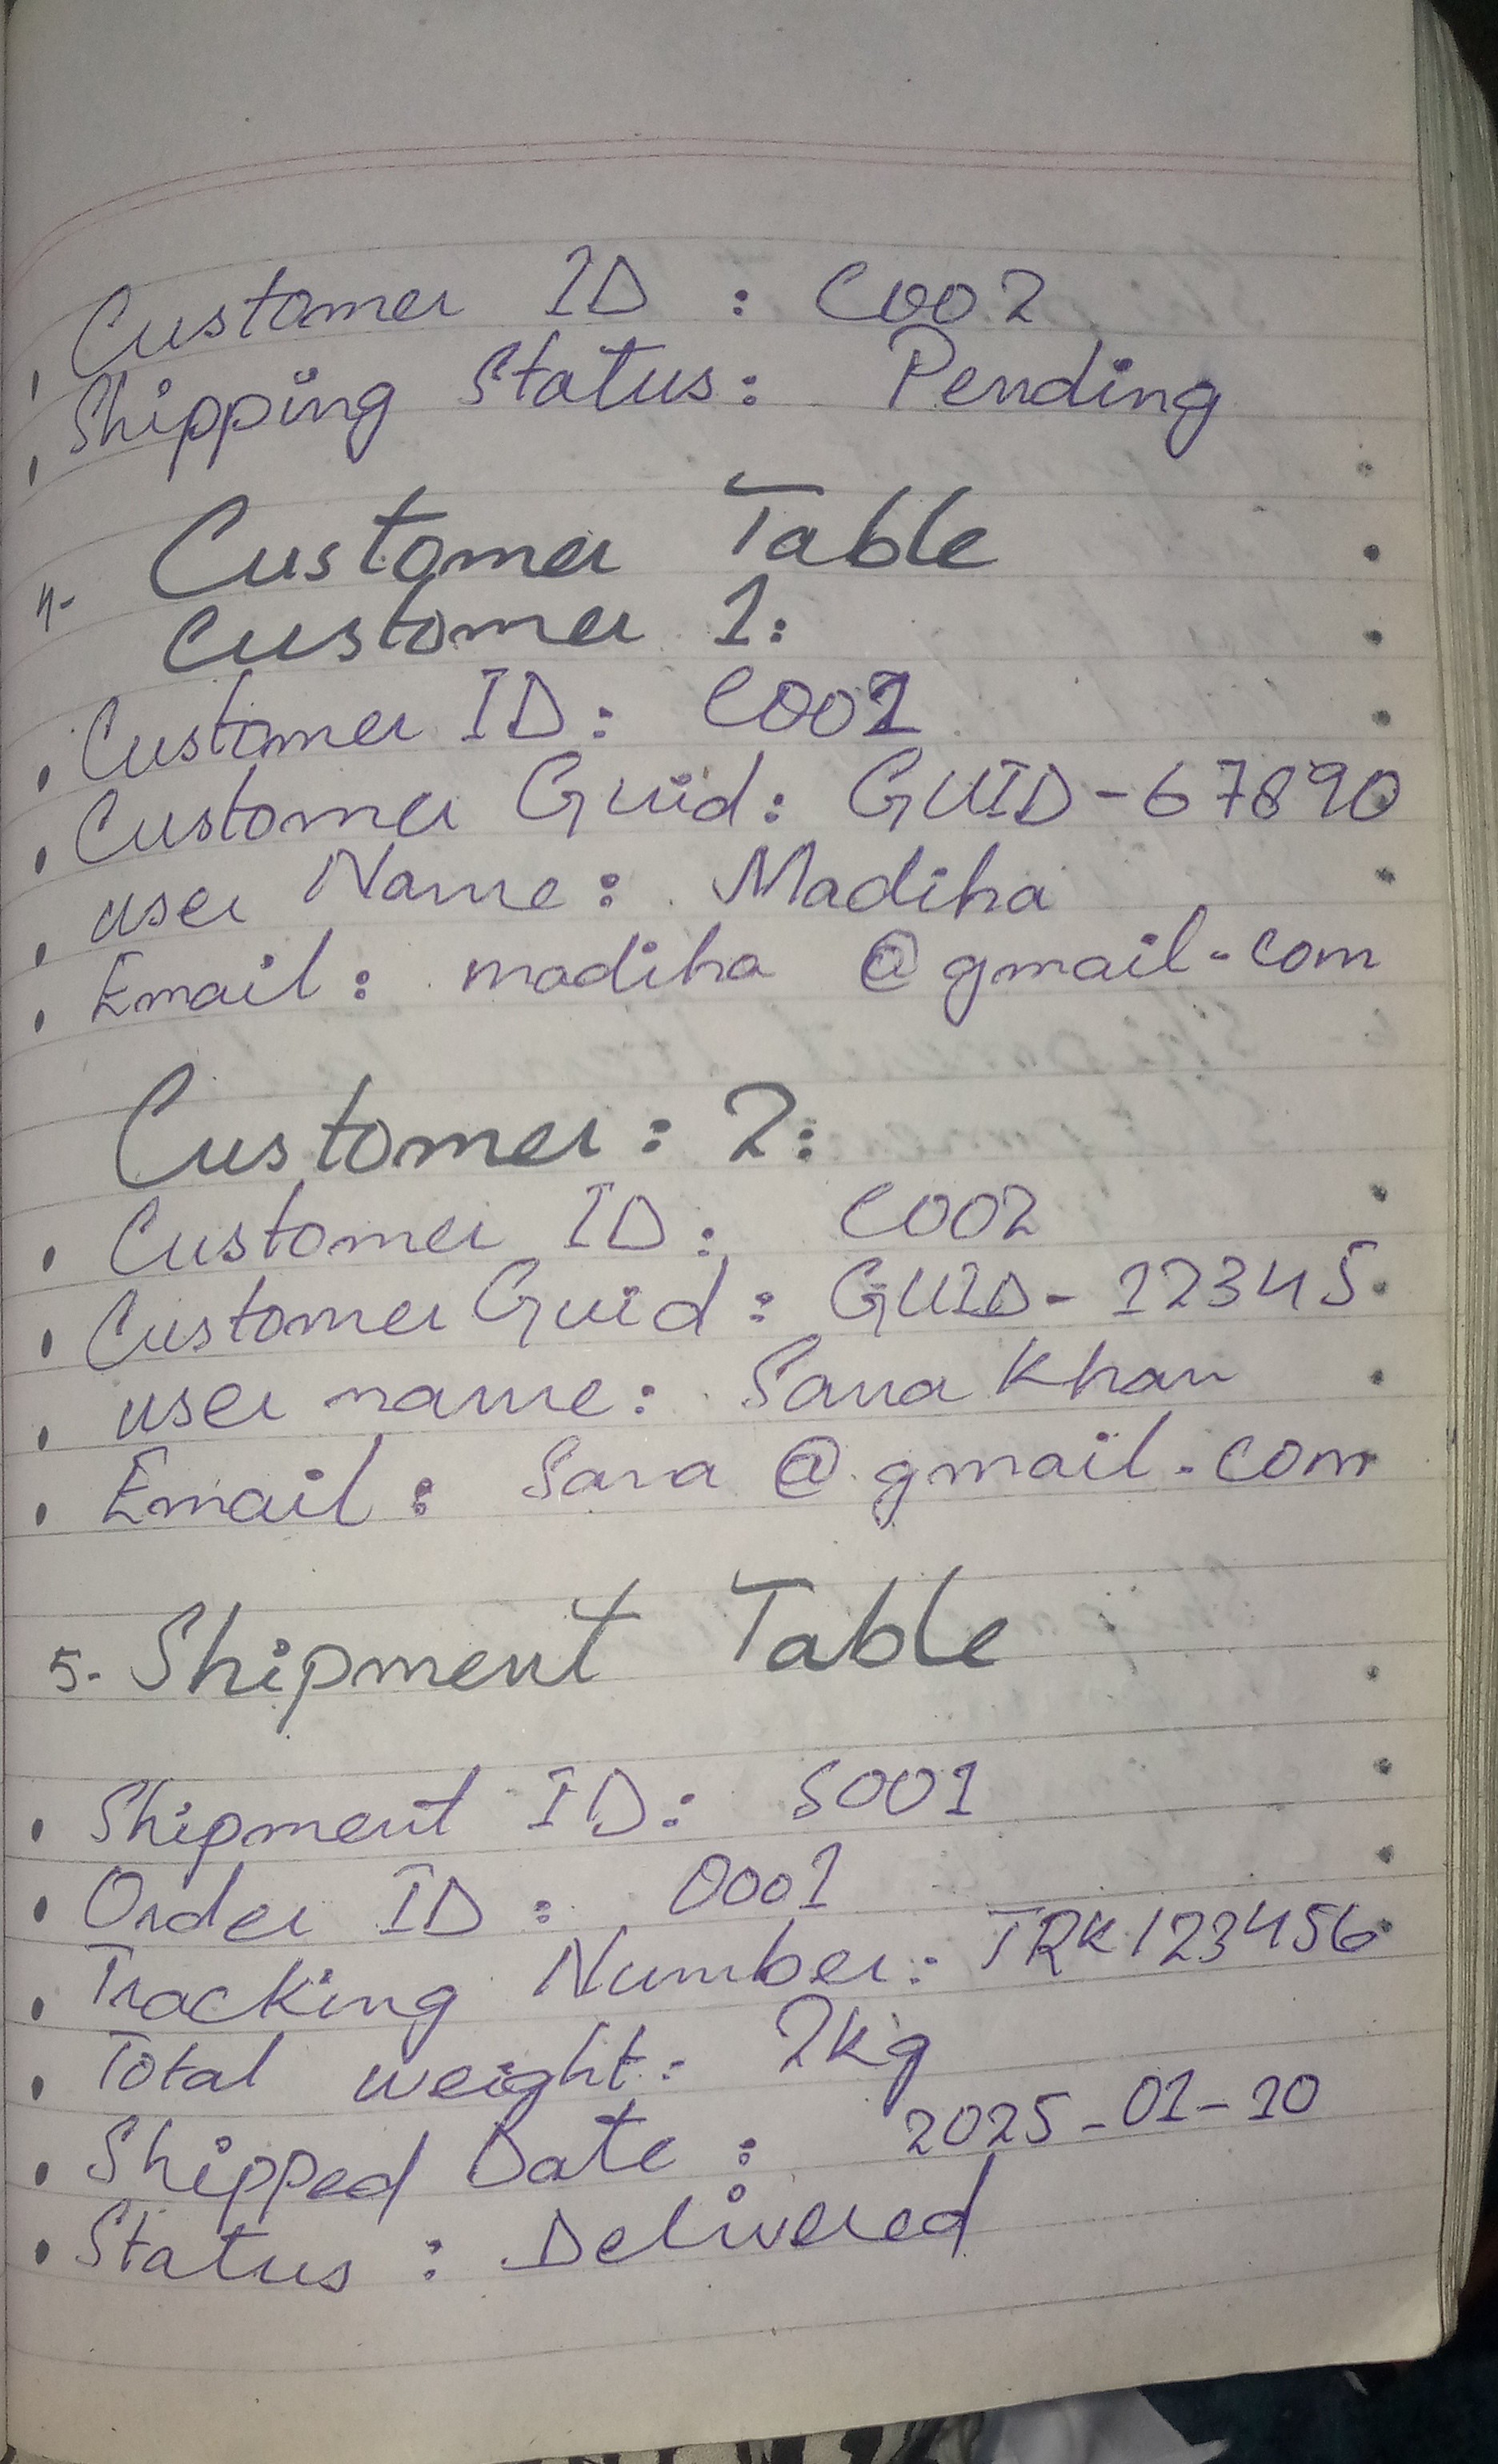 Customer ID : C002
Shipping Status: Pending
4- Customer Table
Customer 1:
Customer ID: C001
Customer Guid: GUID-67890
user Name: Madiha
Email: madiha @gmail.com
Customer: 2:
Customer ID: C002
Customer Guid: GUID-12345
user name: Sara Khan
Email: Sara @ gmail.com
5- Shipment Table
Shipment ID: S001
Order ID: O001
Tracking Number: TRK123456
Total weight: 2kg
Shipped Date: 2025-01-10
Status: Delivered